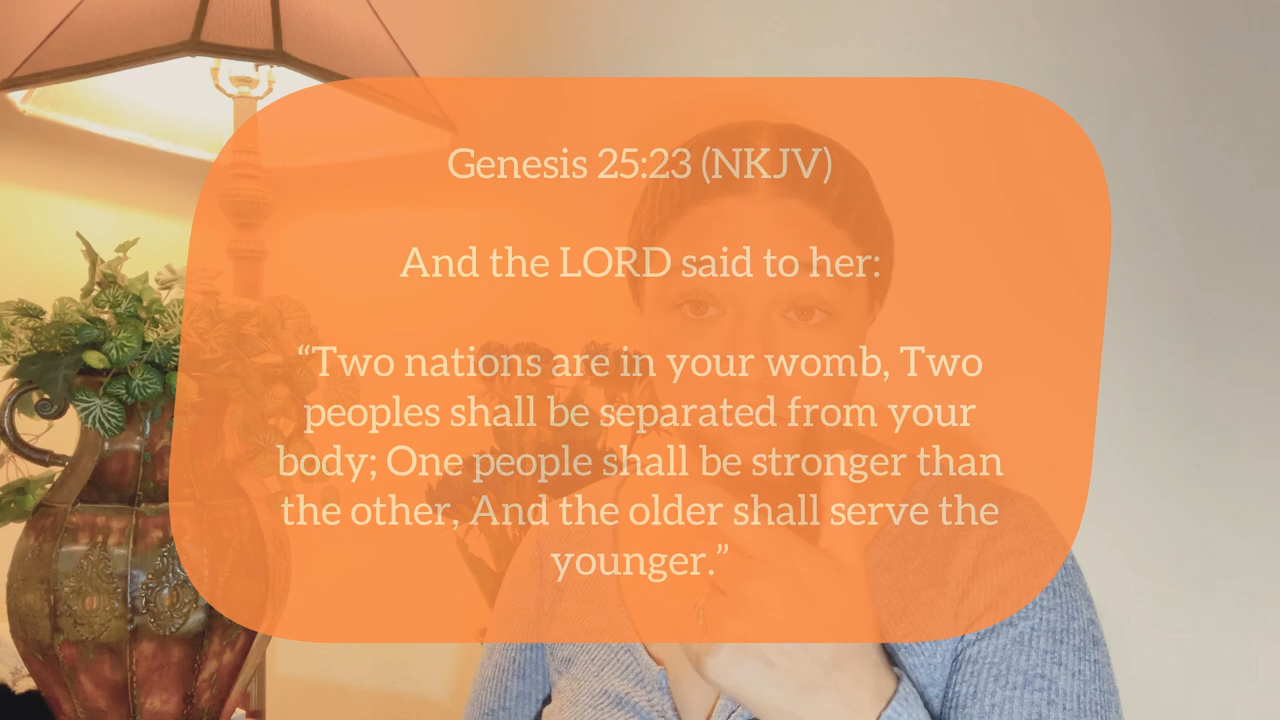 Genesis 25:23 (NKJV)
And the LORD said to her:
“Two nations are in your womb, Two
peoples shall be separated from your
body; One people shall be stronger than
the other, And the older shall serve the
younger.”